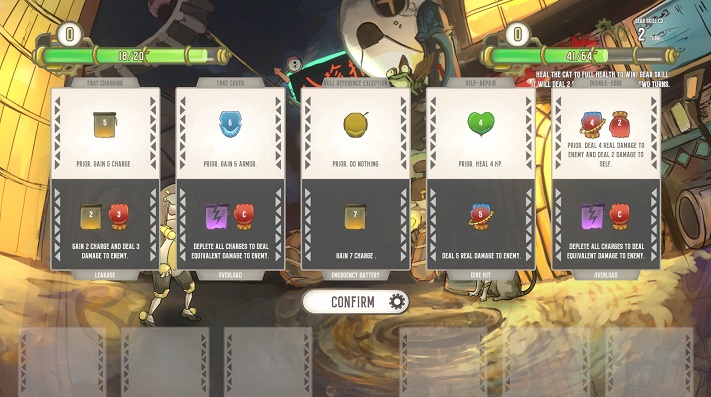 0
18/20
0
41/64
GEAR SKILL CD
2
HEAL THE CAT TO FULL HEALTH TO WIN! GEAR SKILL
WILL DEAL 2
TWO TURNS.
FAST CHARGING
5
PRIOR. GAIN 5 CHARGE.
2 3
GAIN 2 CHARGE AND DEAL 3
DAMAGE TO ENEMY.
LEAKAGE
TAKE COVER
6
PRIOR. GAIN 6 ARMOR.
C
DEPLETE ALL CHARGES TO DEAL
EQUIVALENT DAMAGE TO ENEMY.
OVERLOAD
NULL REFERENCE EXCEPTION
PRIOR. DO NOTHING
7
GAIN 7 CHARGE.
EMERGENCY BATTERY
SELF-REPAIR
4
PRIOR. HEAL 4 HP.
5
DEAL 5 REAL DAMAGE TO ENEMY.
DIRE HIT
DOUBLE-EDGE
4 2
PRIOR. DEAL 4 REAL DAMAGE TO
ENEMY AND DEAL 2 DAMAGE TO
SELF.
C
DEPLETE ALL CHARGES TO DEAL
EQUIVALENT DAMAGE TO ENEMY.
OVERLOAD
CONFIRM